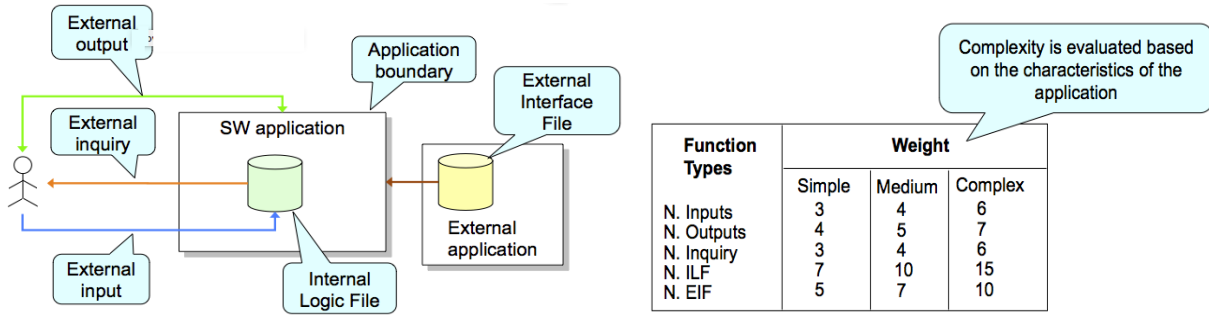 External
output
Application
boundary
External
Interface
File
External
inquiry
SW application
External
application
External
input
Internal
Logic File
Complexity is evaluated based
on the characteristics of the
application
Function
Types
Weight
Simple Medium Complex
N. Inputs 3 4 6
N. Outputs 4 5 7
N. Inquiry 3 4 6
N. ILF 7 10 15
N. EIF 5 7 10